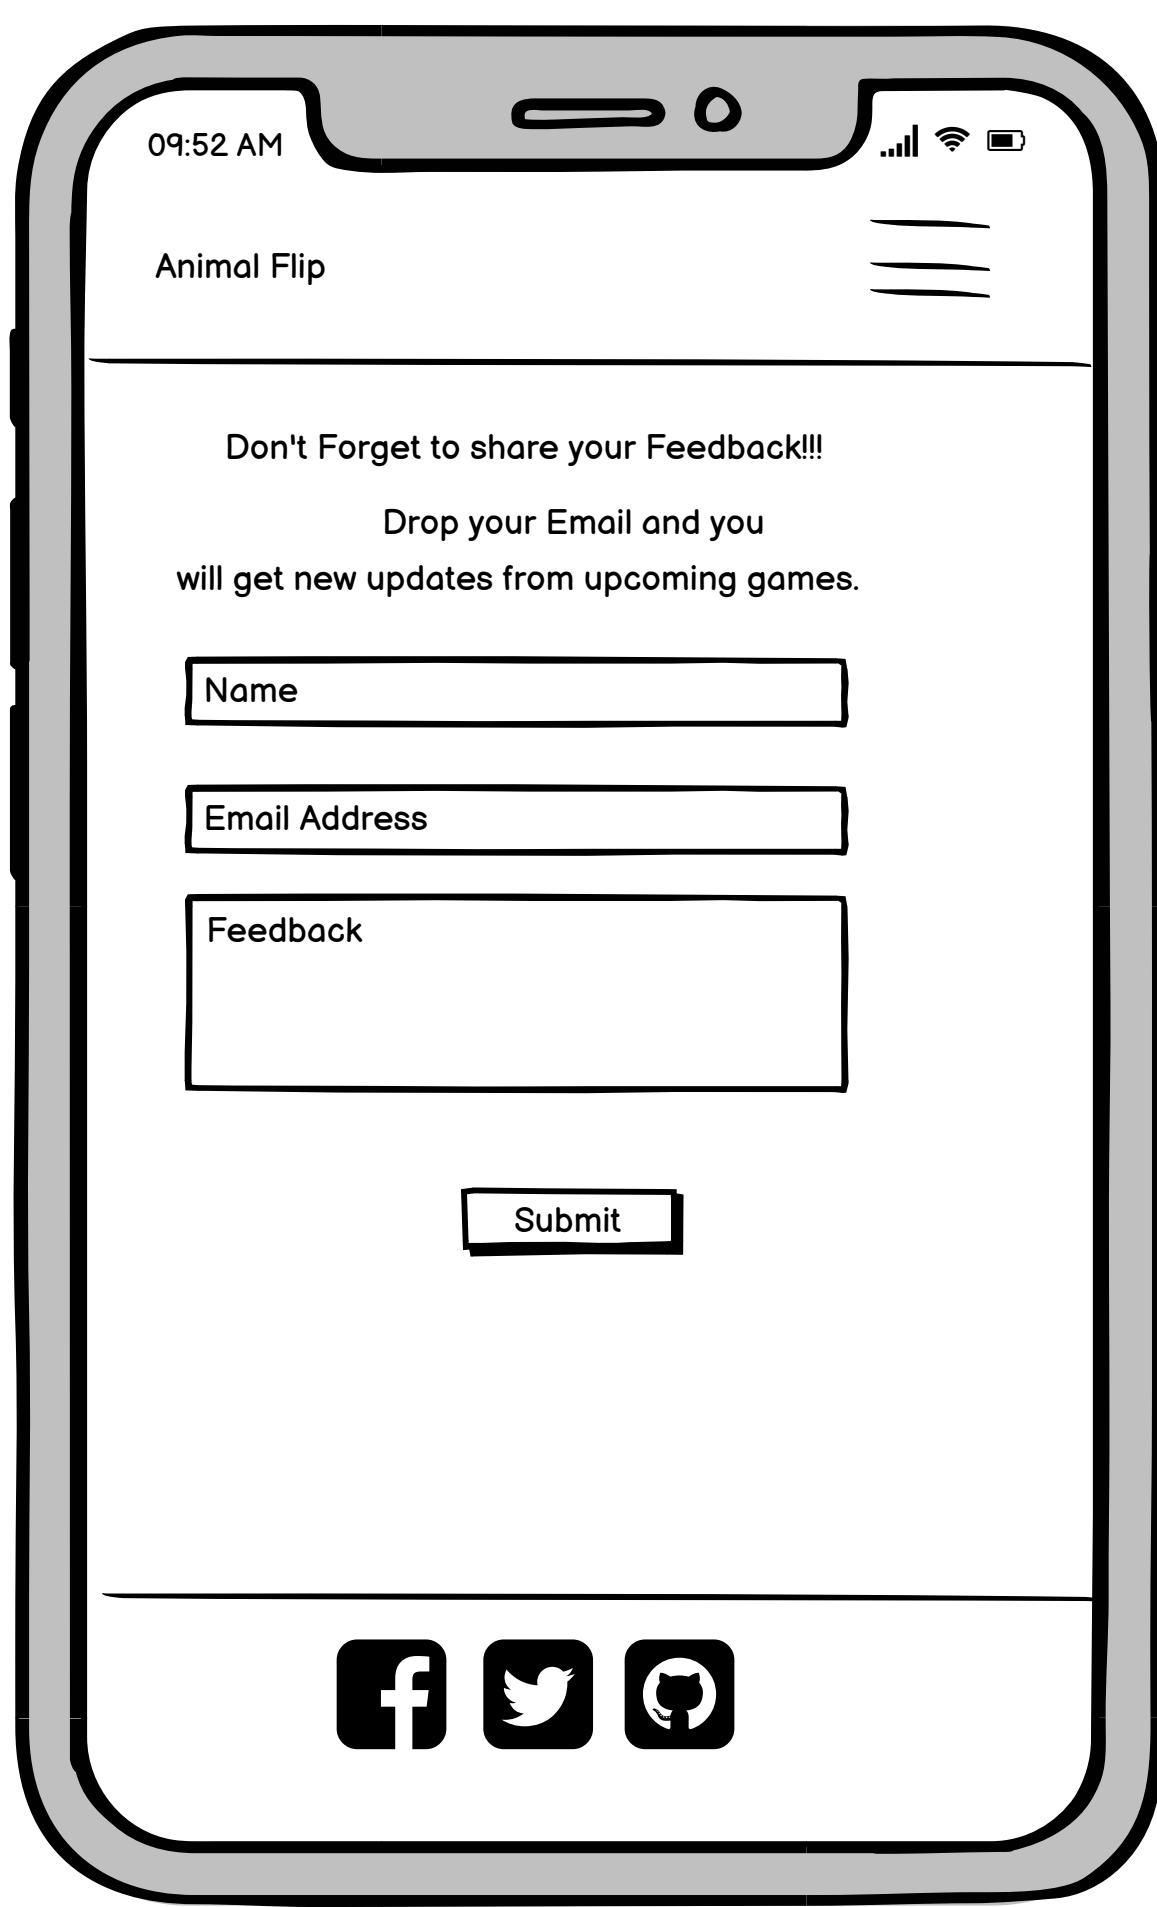 09:52 AM
Animal Flip
Don't Forget to share your Feedback!!!
Drop your Email and you
will get new updates from upcoming games.
Name
Email Address
Feedback
Submit